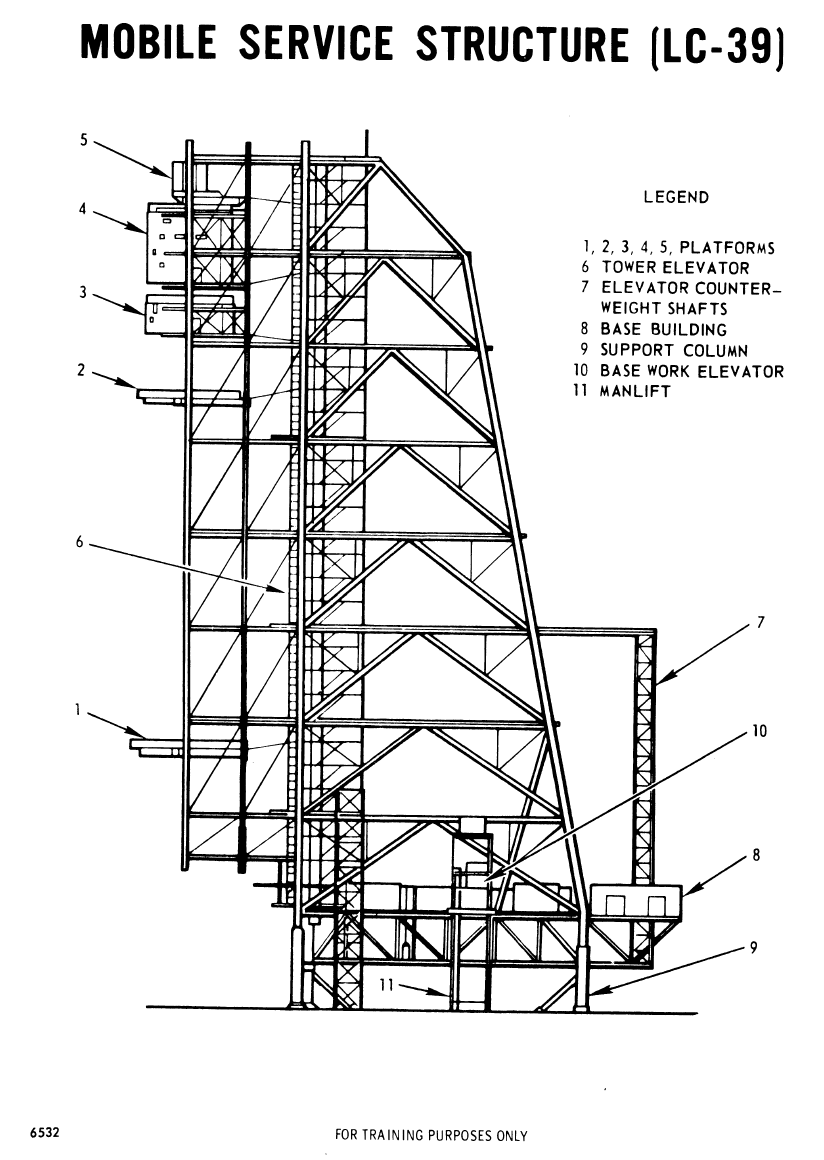 MOBILE SERVICE STRUCTURE (LC-39)
5
4
3
2
6
1
LEGEND
1, 2, 3, 4, 5, PLATFORMS
6 TOWER ELEVATOR
7 ELEVATOR COUNTER-
WEIGHT SHAFTS
8 BASE BUILDING
9 SUPPORT COLUMN
10 BASE WORK ELEVATOR
11 MANLIFT
7
10
8
9
11
6532
FOR TRAINING PURPOSES ONLY